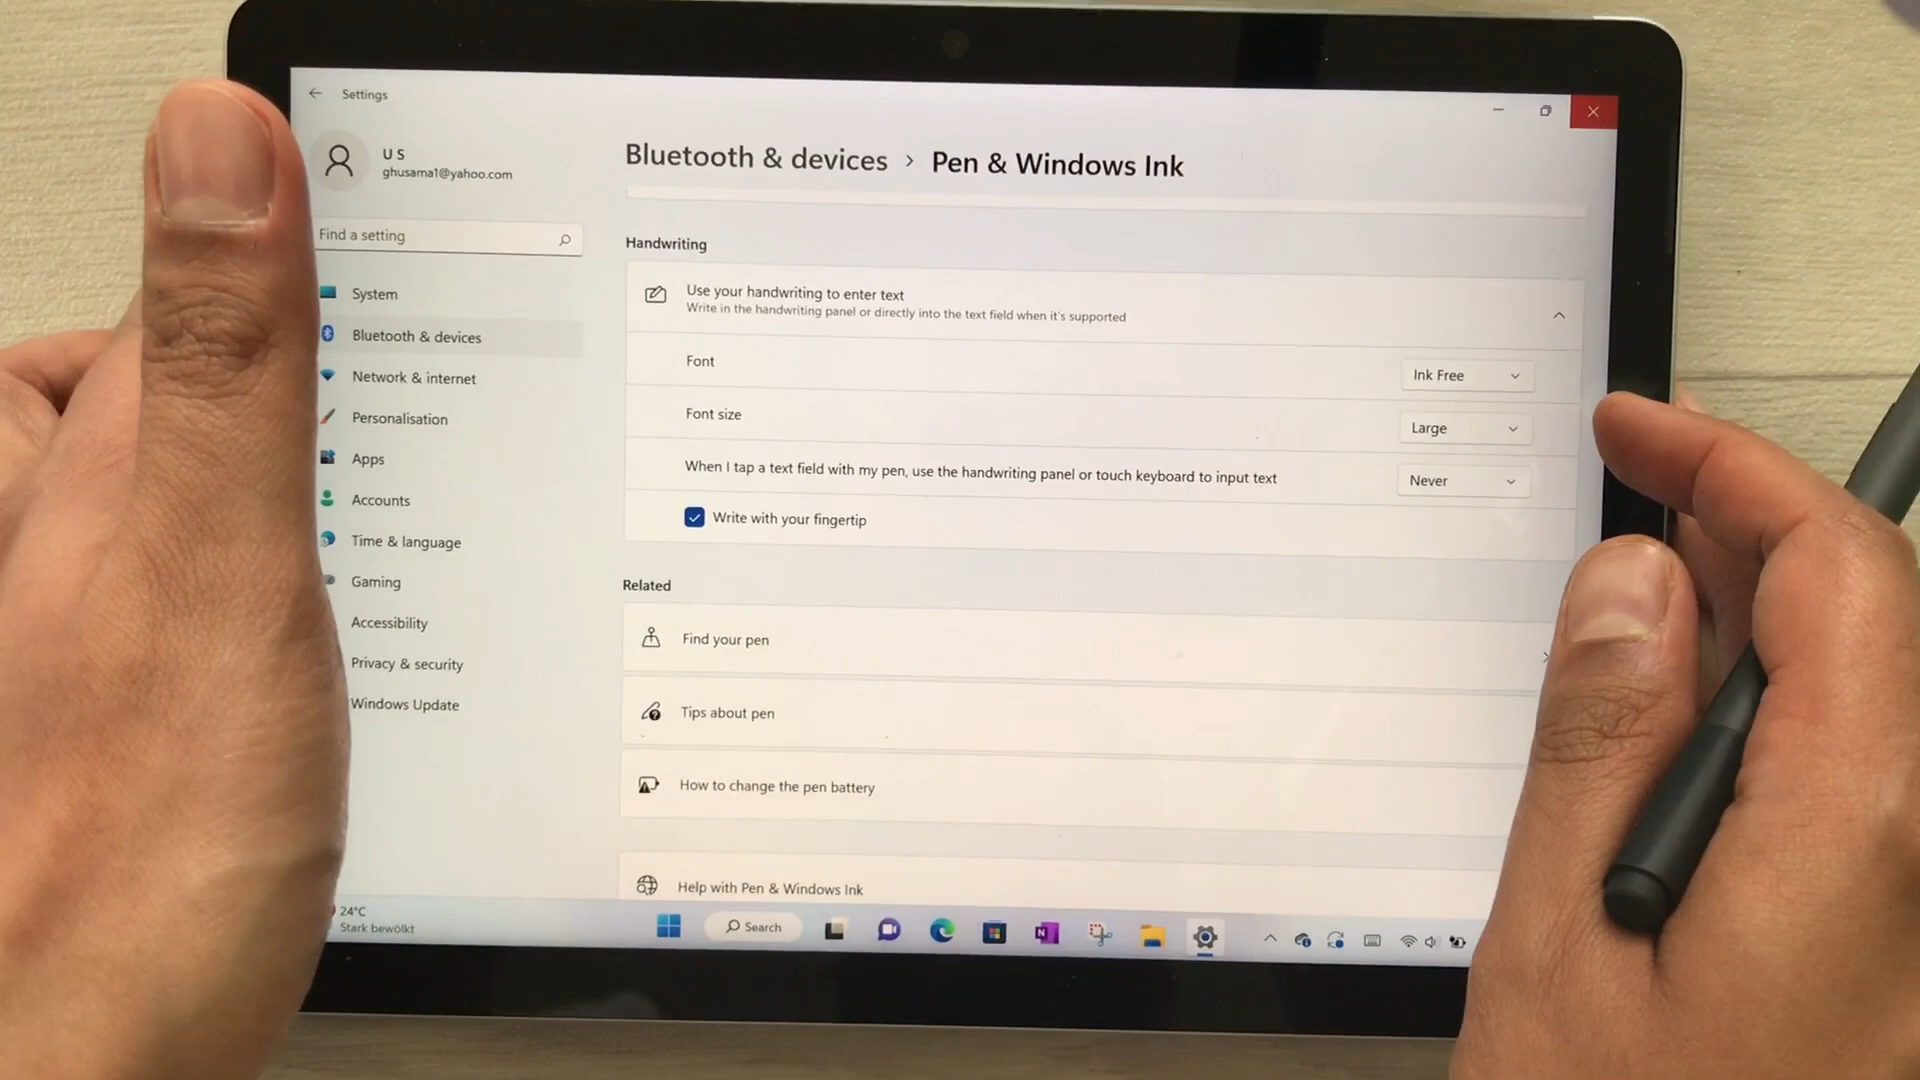 Settings
U S
ghusama1@yahoo.com
Find a setting
System
Bluetooth & devices
Network & internet
Personalisation
Apps
Accounts
Time & language
Gaming
Accessibility
Privacy & security
Windows Update
Bluetooth & devices > Pen & Windows Ink
Handwriting
Use your handwriting to enter text
Write in the handwriting panel or directly into the text field when it's supported
Font
Ink Free
Font size
Large
When I tap a text field with my pen, use the handwriting panel or touch keyboard to input text
Never
Write with your fingertip
Related
Find your pen
Tips about pen
How to change the pen battery
Help with Pen & Windows Ink
24°C
Stark bewölkt
Search